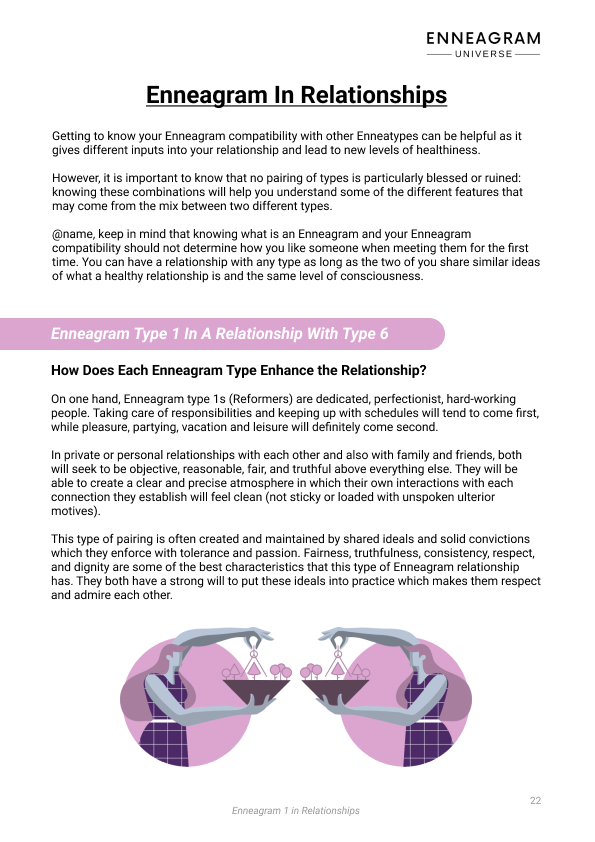 ENNEAGRAM
UNIVERSE
Enneagram In Relationships
Getting to know your Enneagram compatibility with other Enneatypes can be helpful as it
gives different inputs into your relationship and lead to new levels of healthiness.
However, it is important to know that no pairing of types is particularly blessed or ruined:
knowing these combinations will help you understand some of the different features that
may come from the mix between two different types.
@name, keep in mind that knowing what is an Enneagram and your Enneagram
compatibility should not determine how you like someone when meeting them for the first
time. You can have a relationship with any type as long as the two of you share similar ideas
of what a healthy relationship is and the same level of consciousness.
Enneagram Type 1 In A Relationship With Type 6
How Does Each Enneagram Type Enhance the Relationship?
On one hand, Enneagram type 1s (Reformers) are dedicated, perfectionist, hard-working
people. Taking care of responsibilities and keeping up with schedules will tend to come first,
while pleasure, partying, vacation and leisure will definitely come second.
In private or personal relationships with each other and also with family and friends, both
will seek to be objective, reasonable, fair, and truthful above everything else. They will be
able to create a clear and precise atmosphere in which their own interactions with each
connection they establish will feel clean (not sticky or loaded with unspoken ulterior
motives).
This type of pairing is often created and maintained by shared ideals and solid convictions
which they enforce with tolerance and passion. Fairness, truthfulness, consistency, respect,
and dignity are some of the best characteristics that this type of Enneagram relationship
has. They both have a strong will to put these ideals into practice which makes them respect
and admire each other.
22
Enneagram 1 in Relationships